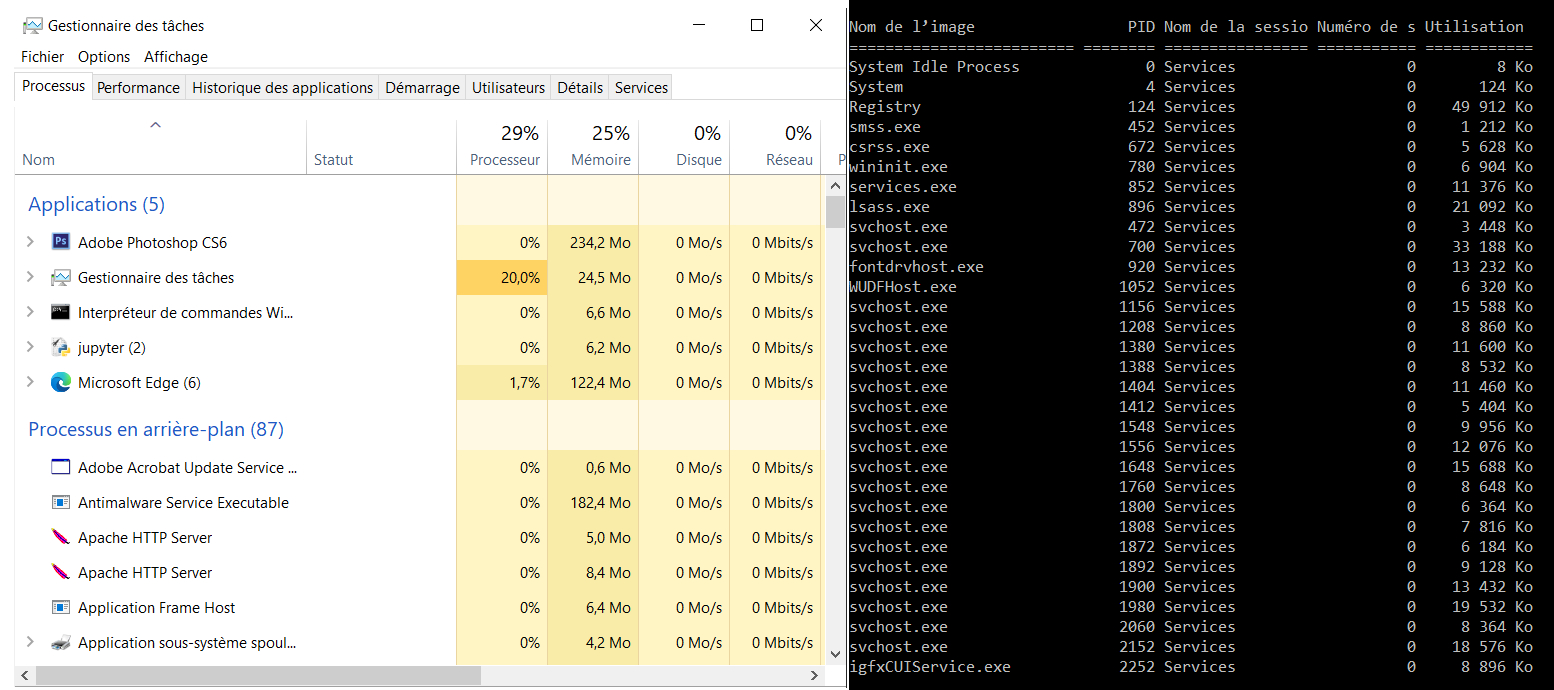 Gestionnaire des tâches
Fichier Options Affichage
Processus Performance Historique des applications Démarrage Utilisateurs Détails Services
29% 25% 0% 0%
Nom Statut Processeur Mémoire Disque Réseau P
Applications (5)
Adobe Photoshop CS6 0% 234,2 Mo 0 Mo/s 0 Mbits/s
Gestionnaire des tâches 20,0% 24,5 Mo 0 Mo/s 0 Mbits/s
Interpréteur de commandes Wi... 0% 6,6 Mo 0 Mo/s 0 Mbits/s
jupyter (2) 0% 6,2 Mo 0 Mo/s 0 Mbits/s
Microsoft Edge (6) 1,7% 122,4 Mo 0 Mo/s 0 Mbits/s
Processus en arrière-plan (87)
Adobe Acrobat Update Service ... 0% 0,6 Mo 0 Mo/s 0 Mbits/s
Antimalware Service Executable 0% 182,4 Mo 0 Mo/s 0 Mbits/s
Apache HTTP Server 0% 5,0 Mo 0 Mo/s 0 Mbits/s
Apache HTTP Server 0% 8,4 Mo 0 Mo/s 0 Mbits/s
Application Frame Host 0% 6,4 Mo 0 Mo/s 0 Mbits/s
Application sous-système spoul... 0% 4,2 Mo 0 Mo/s 0 Mbits/s
Nom de l’image PID Nom de la sessio Numéro de s Utilisation
========================= ======== ================ =========== ============
System Idle Process 0 Services 0 8 Ko
System 4 Services 0 124 Ko
Registry 124 Services 0 49 912 Ko
smss.exe 452 Services 0 1 212 Ko
csrss.exe 672 Services 0 5 628 Ko
wininit.exe 780 Services 0 6 904 Ko
services.exe 852 Services 0 11 376 Ko
lsass.exe 896 Services 0 21 092 Ko
svchost.exe 472 Services 0 3 448 Ko
svchost.exe 700 Services 0 33 188 Ko
fontdrvhost.exe 920 Services 0 13 232 Ko
WUDFHost.exe 1052 Services 0 6 320 Ko
svchost.exe 1156 Services 0 15 588 Ko
svchost.exe 1208 Services 0 8 860 Ko
svchost.exe 1380 Services 0 11 600 Ko
svchost.exe 1388 Services 0 8 532 Ko
svchost.exe 1404 Services 0 11 460 Ko
svchost.exe 1412 Services 0 5 404 Ko
svchost.exe 1548 Services 0 9 956 Ko
svchost.exe 1556 Services 0 12 076 Ko
svchost.exe 1648 Services 0 15 688 Ko
svchost.exe 1760 Services 0 8 648 Ko
svchost.exe 1800 Services 0 6 364 Ko
svchost.exe 1808 Services 0 7 816 Ko
svchost.exe 1872 Services 0 6 184 Ko
svchost.exe 1892 Services 0 9 128 Ko
svchost.exe 1900 Services 0 13 432 Ko
svchost.exe 1980 Services 0 19 532 Ko
svchost.exe 2060 Services 0 8 364 Ko
svchost.exe 2152 Services 0 18 576 Ko
igfxCUIService.exe 2252 Services 0 8 896 Ko